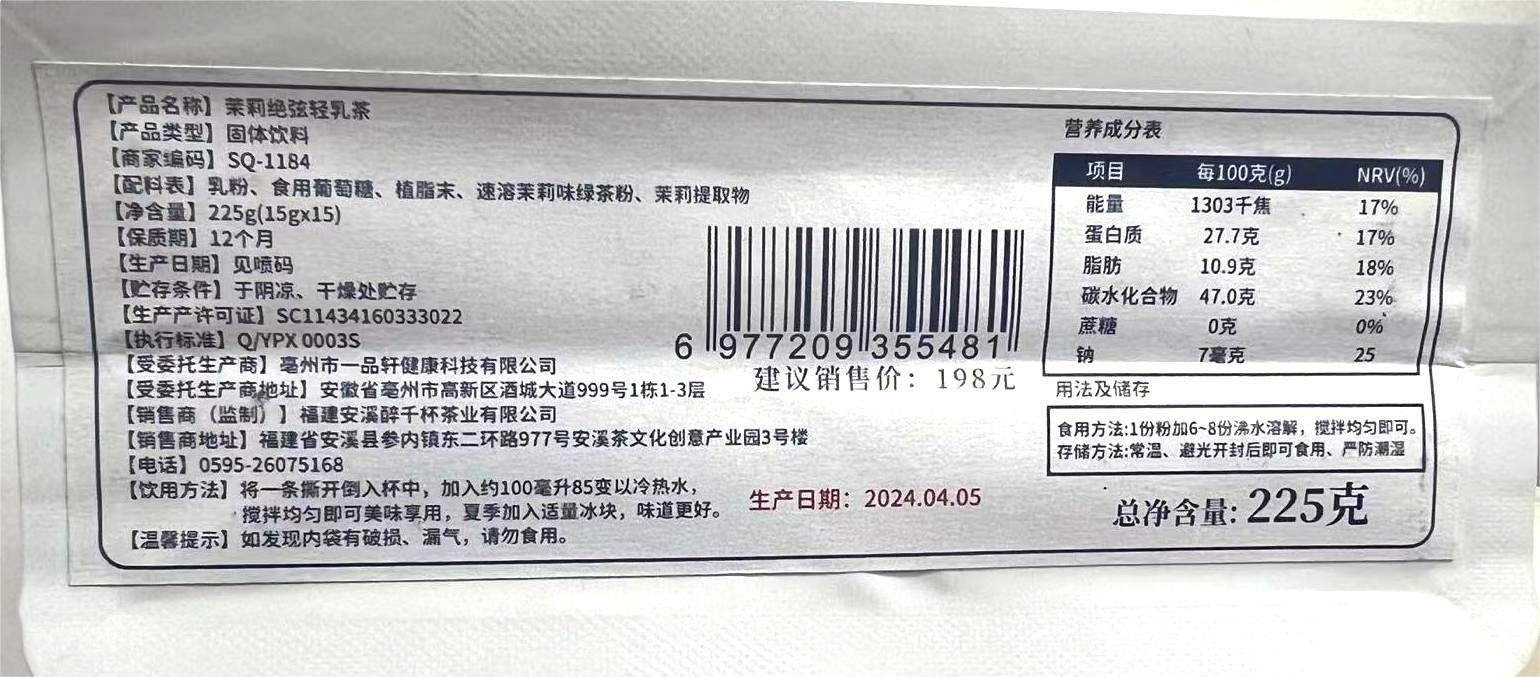 【产品名称】茉莉绝弦轻乳茶
【产品类型】固体饮料
【商家编码】SQ-1184
【配料表】乳粉、食用葡萄糖、植脂末、速溶茉莉味绿茶粉、茉莉提取物
【净含量】225g(15gx15)
【保质期】12个月
【生产日期】见喷码
【贮存条件】于阴凉、干燥处贮存
【生产产许可证】SC11434160333022
【执行标准】Q/YPX 0003S
【受委托生产商】亳州市一品轩健康科技有限公司
【受委托生产商地址】安徽省亳州市高新区酒城大道999号1栋1-3层
【销售商（监制）】福建安溪醉千杯茶业有限公司
【销售商地址】福建省安溪县参内镇东二环路977号安溪茶文化创意产业园3号楼
【电话】0595-26075168
【饮用方法】将一条撕开倒入杯中，加入约100毫升85变以冷热水，
搅拌均匀即可美味享用，夏季加入适量冰块，味道更好。
【温馨提示】如发现内袋有破损、漏气，请勿食用。
6 977209 355481
建议销售价：198元
生产日期：2024.04.05
营养成分表
项目 每100克(g) NRV(%)
能量 1303千焦 17%
蛋白质 27.7克 17%
脂肪 10.9克 18%
碳水化合物 47.0克 23%
蔗糖 0克 0%
钠 7毫克 25
用法及储存
食用方法:1份粉加6~8份沸水溶解，搅拌均匀即可。
存储方法:常温、避光开封后即可食用、严防潮湿
总净含量: 225克